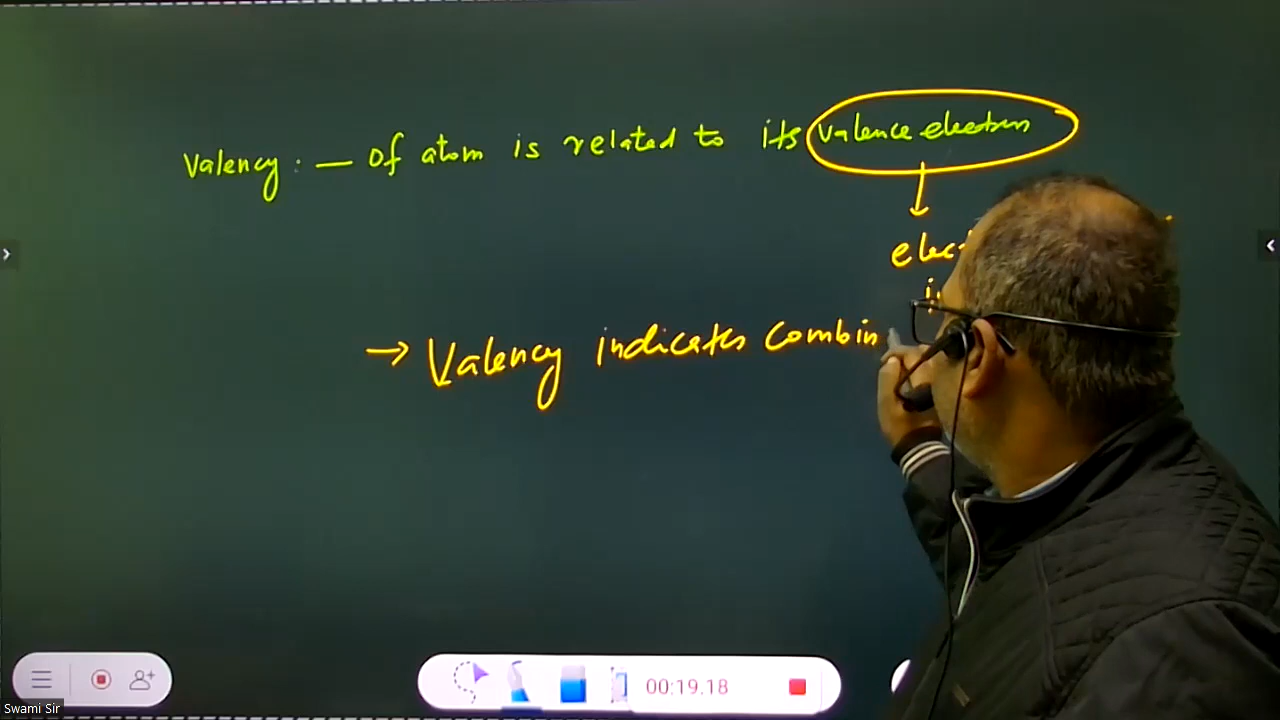 Valency: — Of atom is related to its valence electron
→ Valency indicates combin
00:19.18
Swami Sir